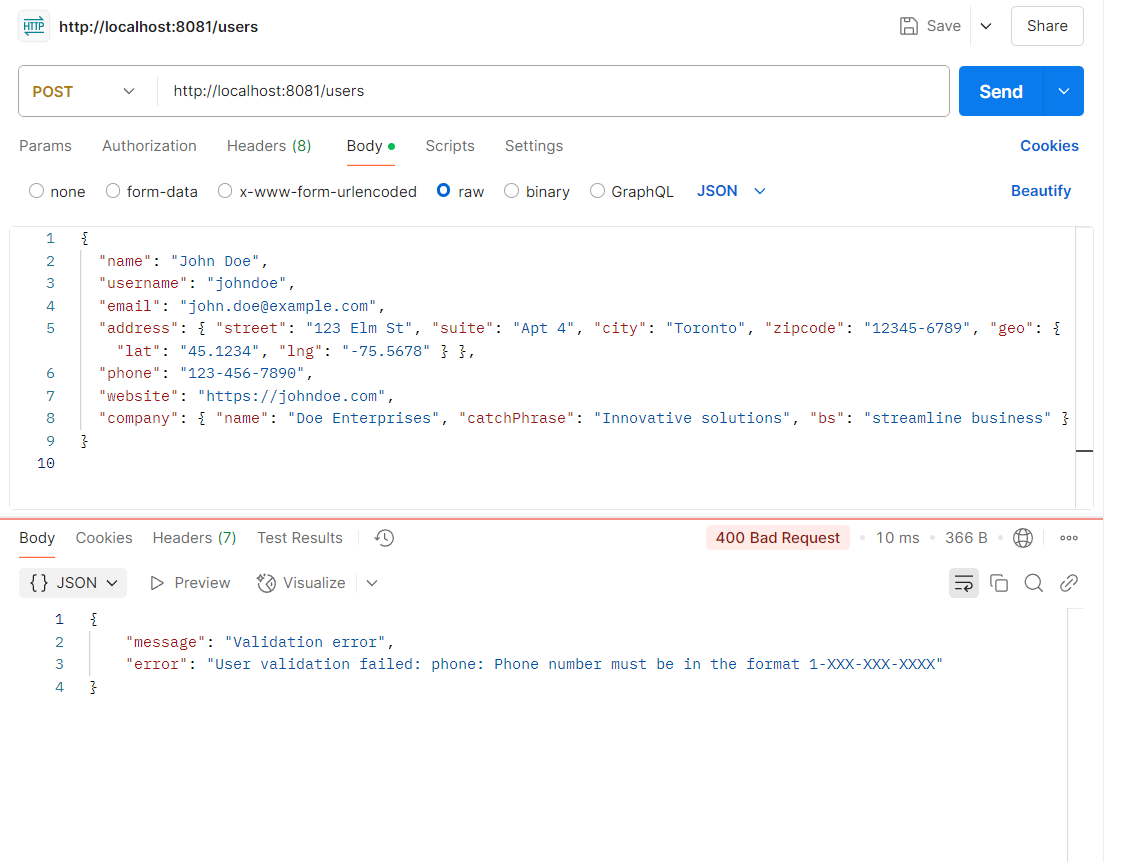 HTTP http://localhost:8081/users Save Share
POST http://localhost:8081/users Send
Params Authorization Headers (8) Body Scripts Settings Cookies
none form-data x-www-form-urlencoded raw binary GraphQL JSON Beautify
1 {
2 "name": "John Doe",
3 "username": "johndoe",
4 "email": "john.doe@example.com",
5 "address": { "street": "123 Elm St", "suite": "Apt 4", "city": "Toronto", "zipcode": "12345-6789", "geo": {
"lat": "45.1234", "lng": "-75.5678" } },
6 "phone": "123-456-7890",
7 "website": "https://johndoe.com",
8 "company": { "name": "Doe Enterprises", "catchPhrase": "Innovative solutions", "bs": "streamline business" }
9 }
10
Body Cookies Headers (7) Test Results 400 Bad Request 10 ms 366 B
{} JSON Preview Visualize
1 {
2 "message": "Validation error",
3 "error": "User validation failed: phone: Phone number must be in the format 1-XXX-XXX-XXXX"
4 }